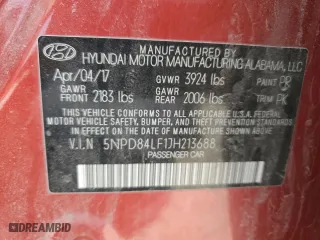 MANUFACTURED BY
HYUNDAI MOTOR MANUFACTURING ALABAMA, LLC
Apr/04/17 GVWR 3924 lbs PAINT PR
GAWR FRONT 2183 lbs GAWR REAR 2006 lbs TRIM PK
THIS VEHICLE CONFORMS TO ALL APPLICABLE U.S.A FEDERAL
MOTOR VEHICLE SAFETY, BUMPER, AND THEFT PREVENTION
STANDARDS IN EFFECT ON THE DATE OF MANUFACTURE
SHOWN ABOVE.
V.I.N 5NPD84LF1JH213688
PASSENGER CAR